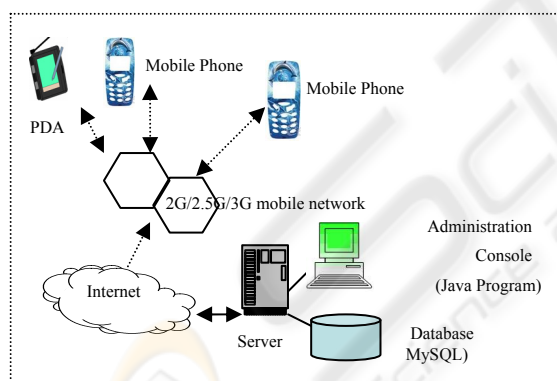 Mobile Phone
Mobile Phone
PDA
2G/2.5G/3G mobile network
Administration
Console
(Java Program)
Internet
Server
Database
MySQL)